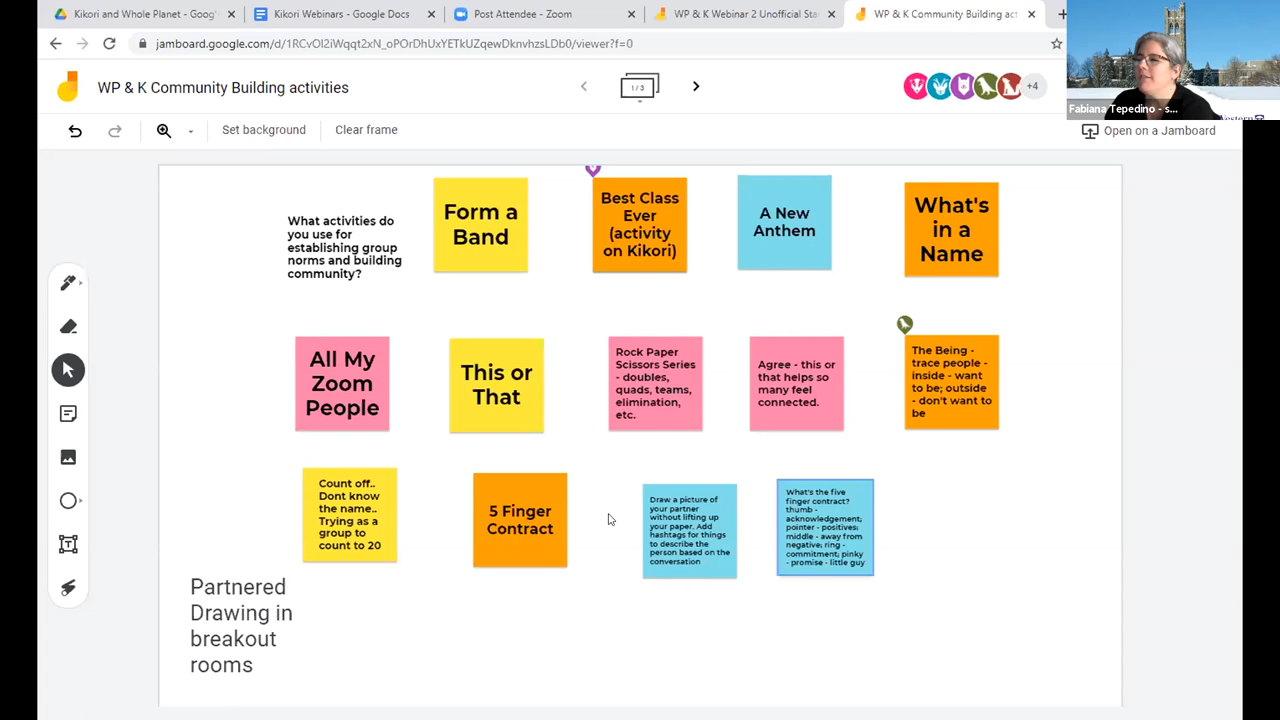 Kikori and Whole Planet - Goog
Kikori Webinars - Google Docs
Post Attendee - Zoom
WP & K Webinar 2 Unofficial Sta
WP & K Community Building act
jamboard.google.com/d/1RCvOl2iWqqt2xN_oPOrDhUxYETkUZqewDknvhzsLDb0/viewer?f=0
WP & K Community Building activities
1 / 3
+4
Fabiana Tepedino - s...
Western
Set background
Clear frame
Open on a Jamboard
What activities do
you use for
establishing group
norms and building
community?
Form a
Band
Best Class
Ever
(activity
on Kikori)
A New
Anthem
What's
in a
Name
All My
Zoom
People
This or
That
Rock Paper
Scissors Series
- doubles,
quads, teams,
elimination,
etc.
Agree - this or
that helps so
many feel
connected.
The Being -
trace people -
inside - want
to be; outside
- don't want to
be
Count off..
Dont know
the name..
Trying as a
group to
count to 20
5 Finger
Contract
Draw a picture of
your partner
without lifting up
your paper. Add
hashtags for things
to describe the
person based on the
conversation
What's the five
finger contract?
thumb -
acknowledgement;
pointer - positives;
middle - away from
negative; ring -
commitment; pinky
- promise - little guy
Partnered
Drawing in
breakout
rooms